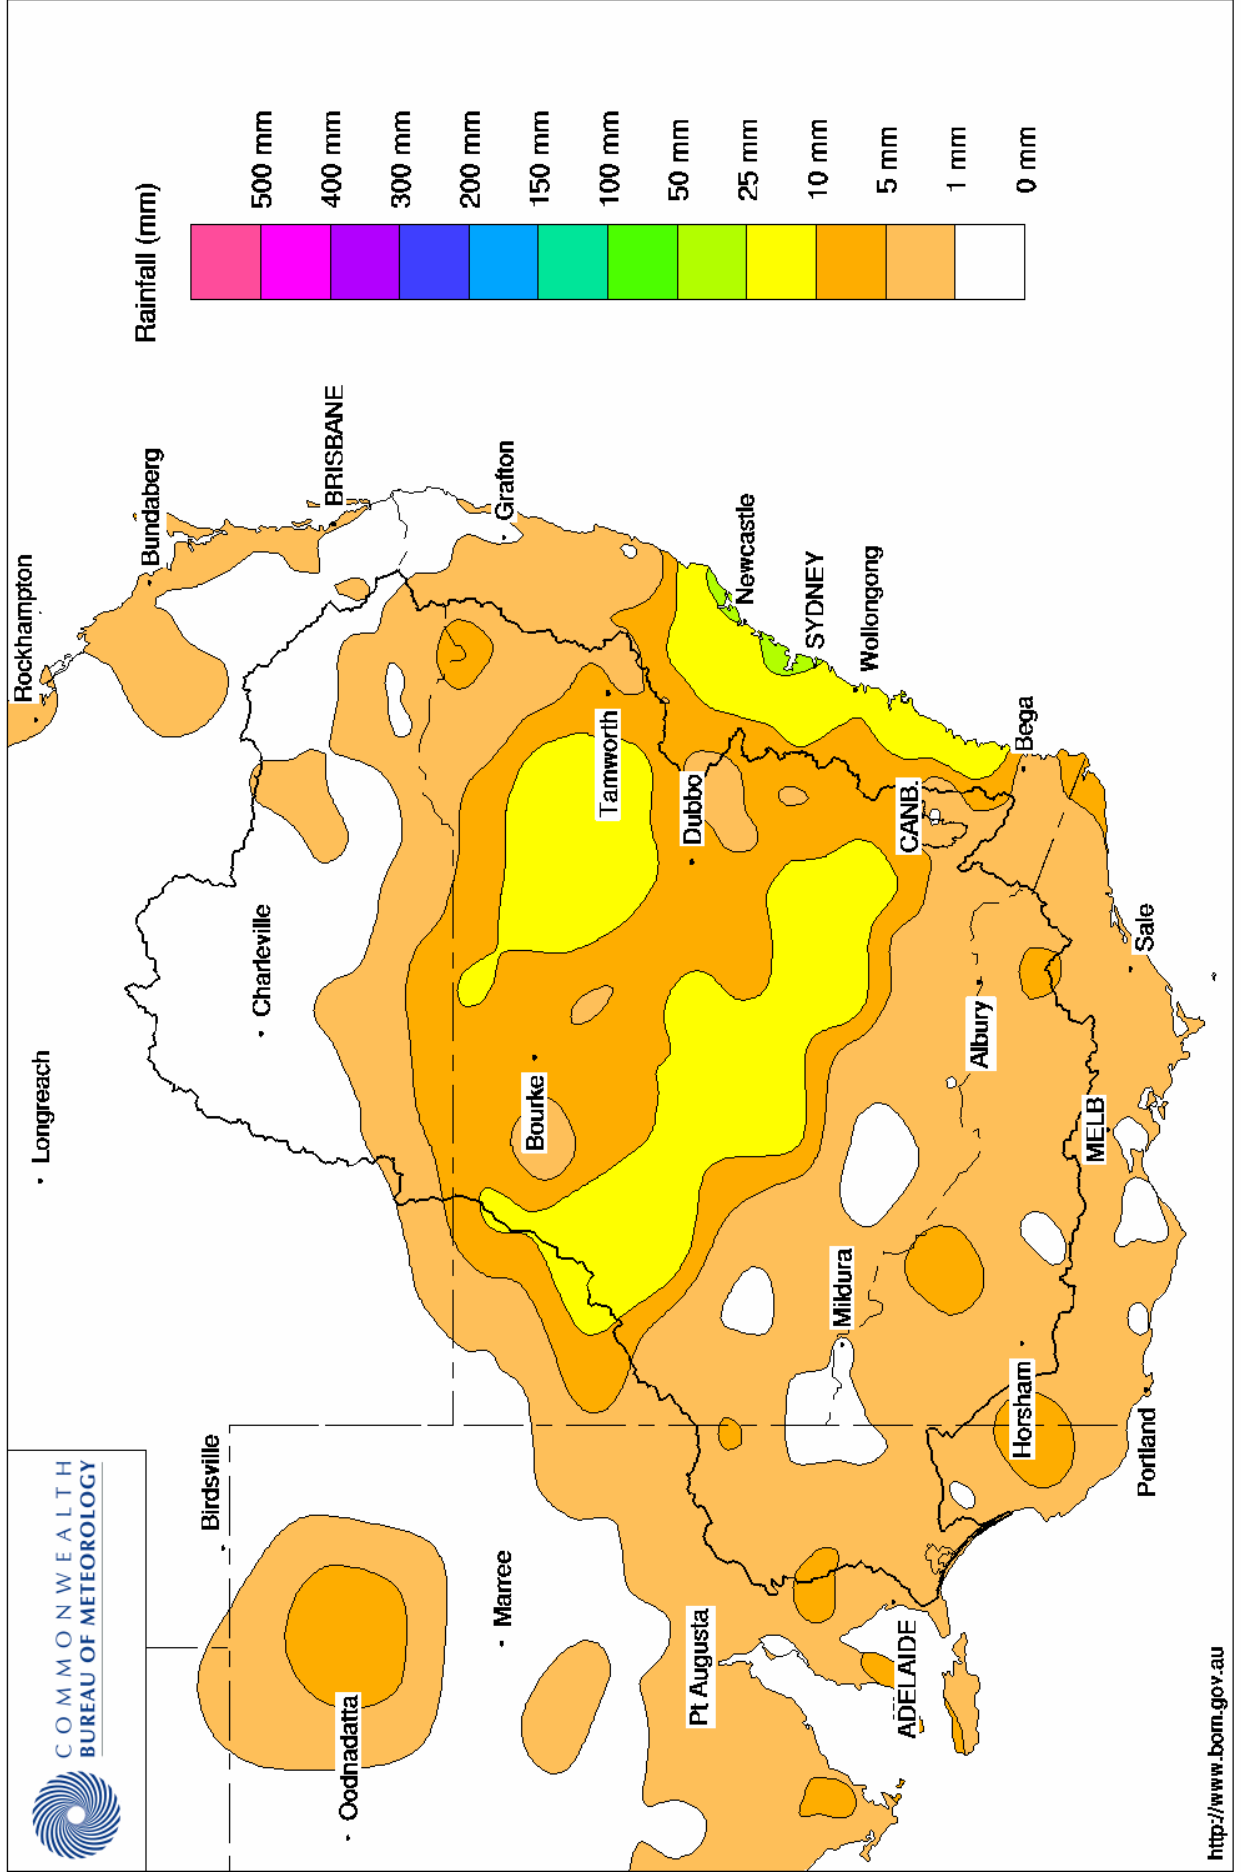 COMMONWEALTH
BUREAU OF METEOROLOGY
Rainfall (mm)
500 mm
400 mm
300 mm
200 mm
150 mm
100 mm
50 mm
25 mm
10 mm
5 mm
1 mm
0 mm
Longreach
Rockhampton
Bundaberg
Birdsville
Charleville
BRISBANE
Oodnadatta
Marree
Bourke
Grafton
Tamworth
Pt Augusta
Dubbo
Newcastle
SYDNEY
Mildura
Wollongong
ADELAIDE
CANB.
Albury
Horsham
Bega
MELB
Portland
Sale
http://www.bom.gov.au